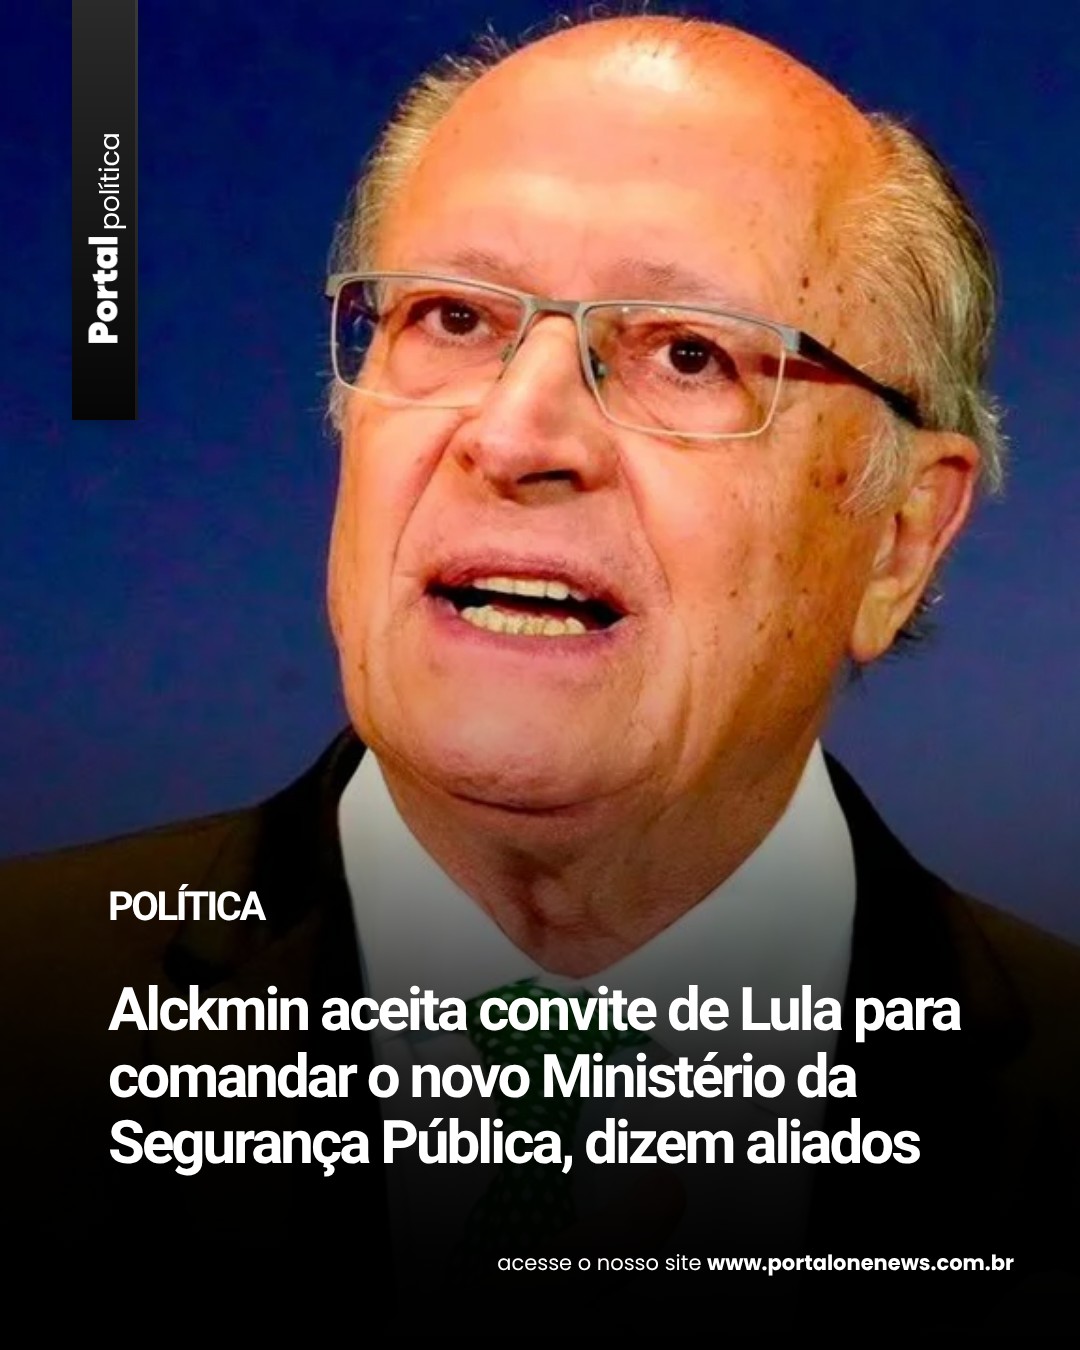 Portal política
POLÍTICA
Alckmin aceita convite de Lula para
comandar o novo Ministério da
Segurança Pública, dizem aliados
acesse o nosso site www.portalonenews.com.br